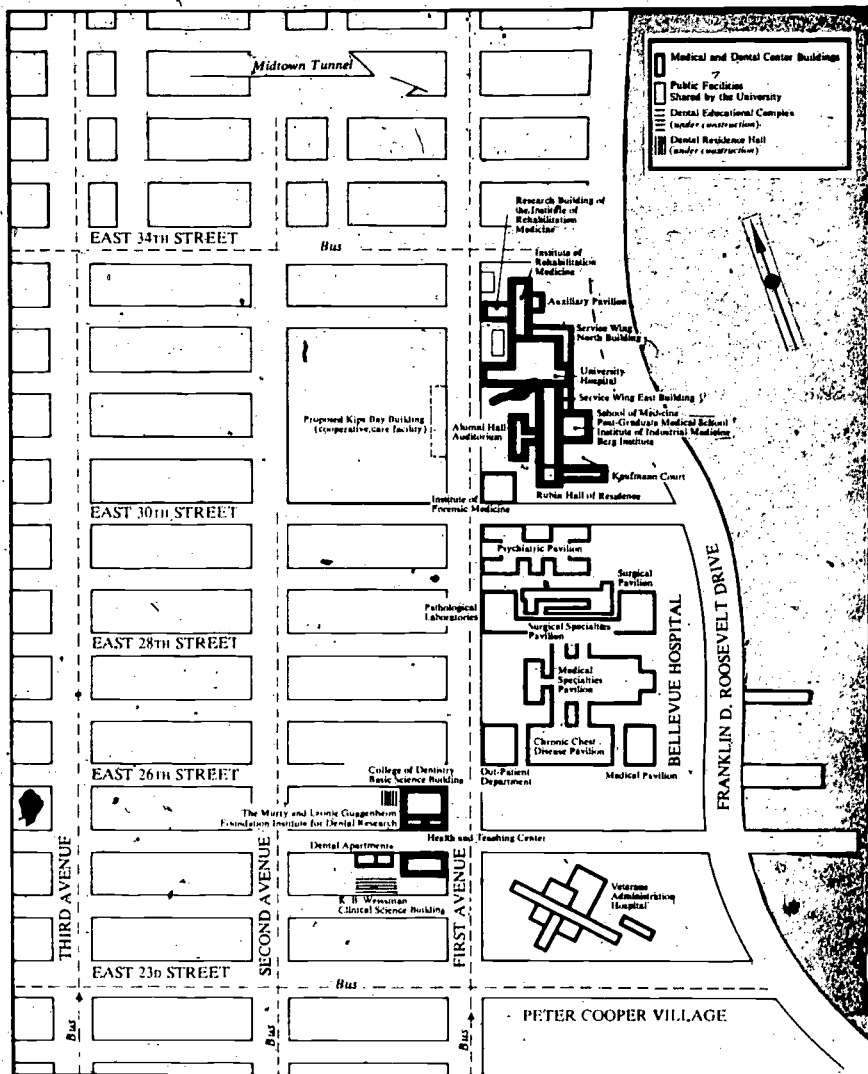 Midtown Tunnel
Medical and Dental Center Buildings
Public Facilities
Shared by the University
Dental Educational Complex
(under construction)
Dental Residence Hall
(under construction)
Research Building of
the Institute of
Rehabilitation
Medicine
EAST 34TH STREET
Bus
Institute of
Rehabilitation
Medicine
Auxiliary Pavilion
Service Wing
North Building
University
Hospital
Service Wing East Building
Proposed Kips Bay Building
(cooperative care facility)
Alumni Hall
Auditorium
School of Medicine
Post-Graduate Medical School
Institute of Industrial Medicine
Berg Institute
Kaufmann Court
Rubin Hall of Residence
Institute of
Forensic Medicine
EAST 30TH STREET
Psychiatric Pavilion
Surgical
Pavilion
Pathological
Laboratories
Surgical Specialties
Pavilion
EAST 28TH STREET
Medical
Specialties
Pavilion
BELLEVUE HOSPITAL
FRANKLIN D. ROOSEVELT DRIVE
Chronic Chest
Disease Pavilion
EAST 26TH STREET
College of Dentistry
Basic Science Building
Out-Patient
Department
Medical Pavilion
The Murry and Leonie Guggenheim
Foundation Institute for Dental Research
Health and Teaching Center
Dental Apartments
K. B. Weissman
Clinical Science Building
Veterans
Administration
Hospital
THIRD AVENUE
SECOND AVENUE
FIRST AVENUE
EAST 23D STREET
Bus
PETER COOPER VILLAGE
Bus
Bus
Bus